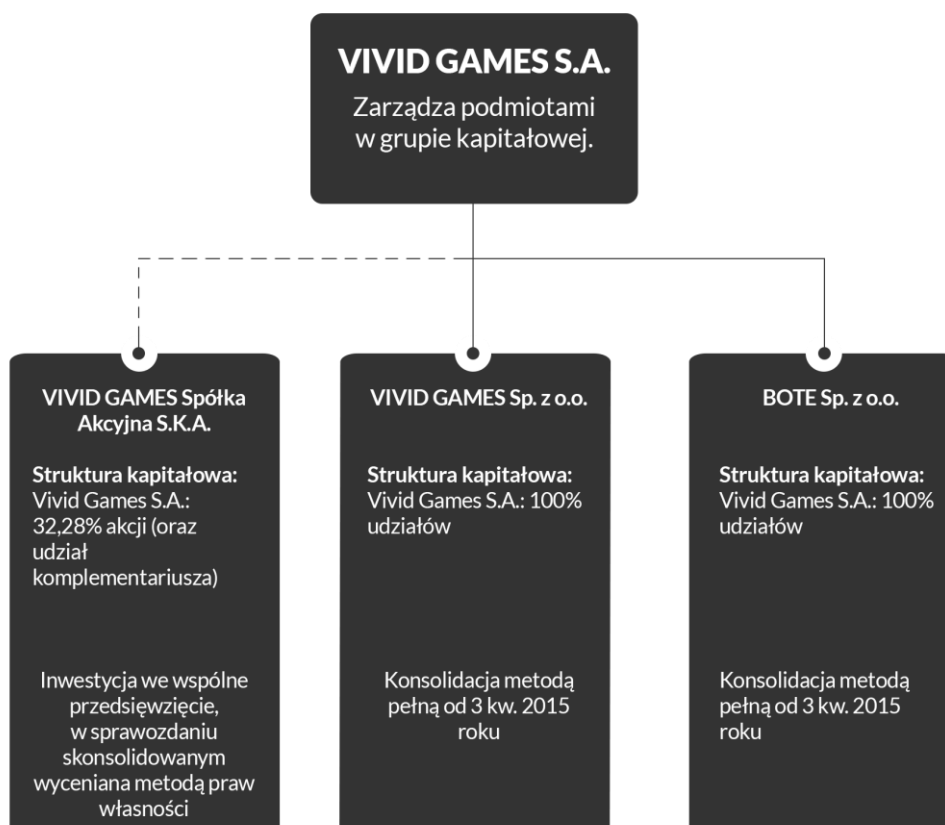 VIVID GAMES S.A.
Zarządza podmiotami
w grupie kapitałowej.
VIVID GAMES Spółka
Akcyjna S.K.A.
Struktura kapitałowa:
Vivid Games S.A.:
32,28% akcji (oraz
udział
komplementariusza)
Inwestycja we wspólne
przedsięwzięcie,
w sprawozdaniu
skonsolidowanym
wyceniana metodą praw
własności
VIVID GAMES Sp. z o.o.
Struktura kapitałowa:
Vivid Games S.A.: 100%
udziałów
Konsolidacja metodą
pełną od 3 kw. 2015
roku
BOTE Sp. z o.o.
Struktura kapitałowa:
Vivid Games S.A.: 100%
udziałów
Konsolidacja metodą
pełną od 3 kw. 2015
roku